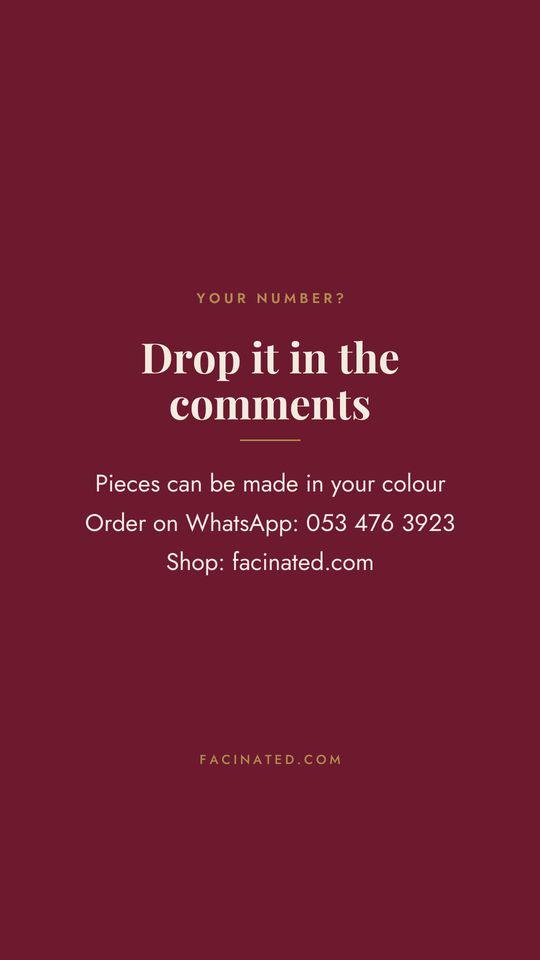 YOUR NUMBER?
Drop it in the
comments
Pieces can be made in your colour
Order on WhatsApp: 053 476 3923
Shop: facinated.com
FACINATED.COM